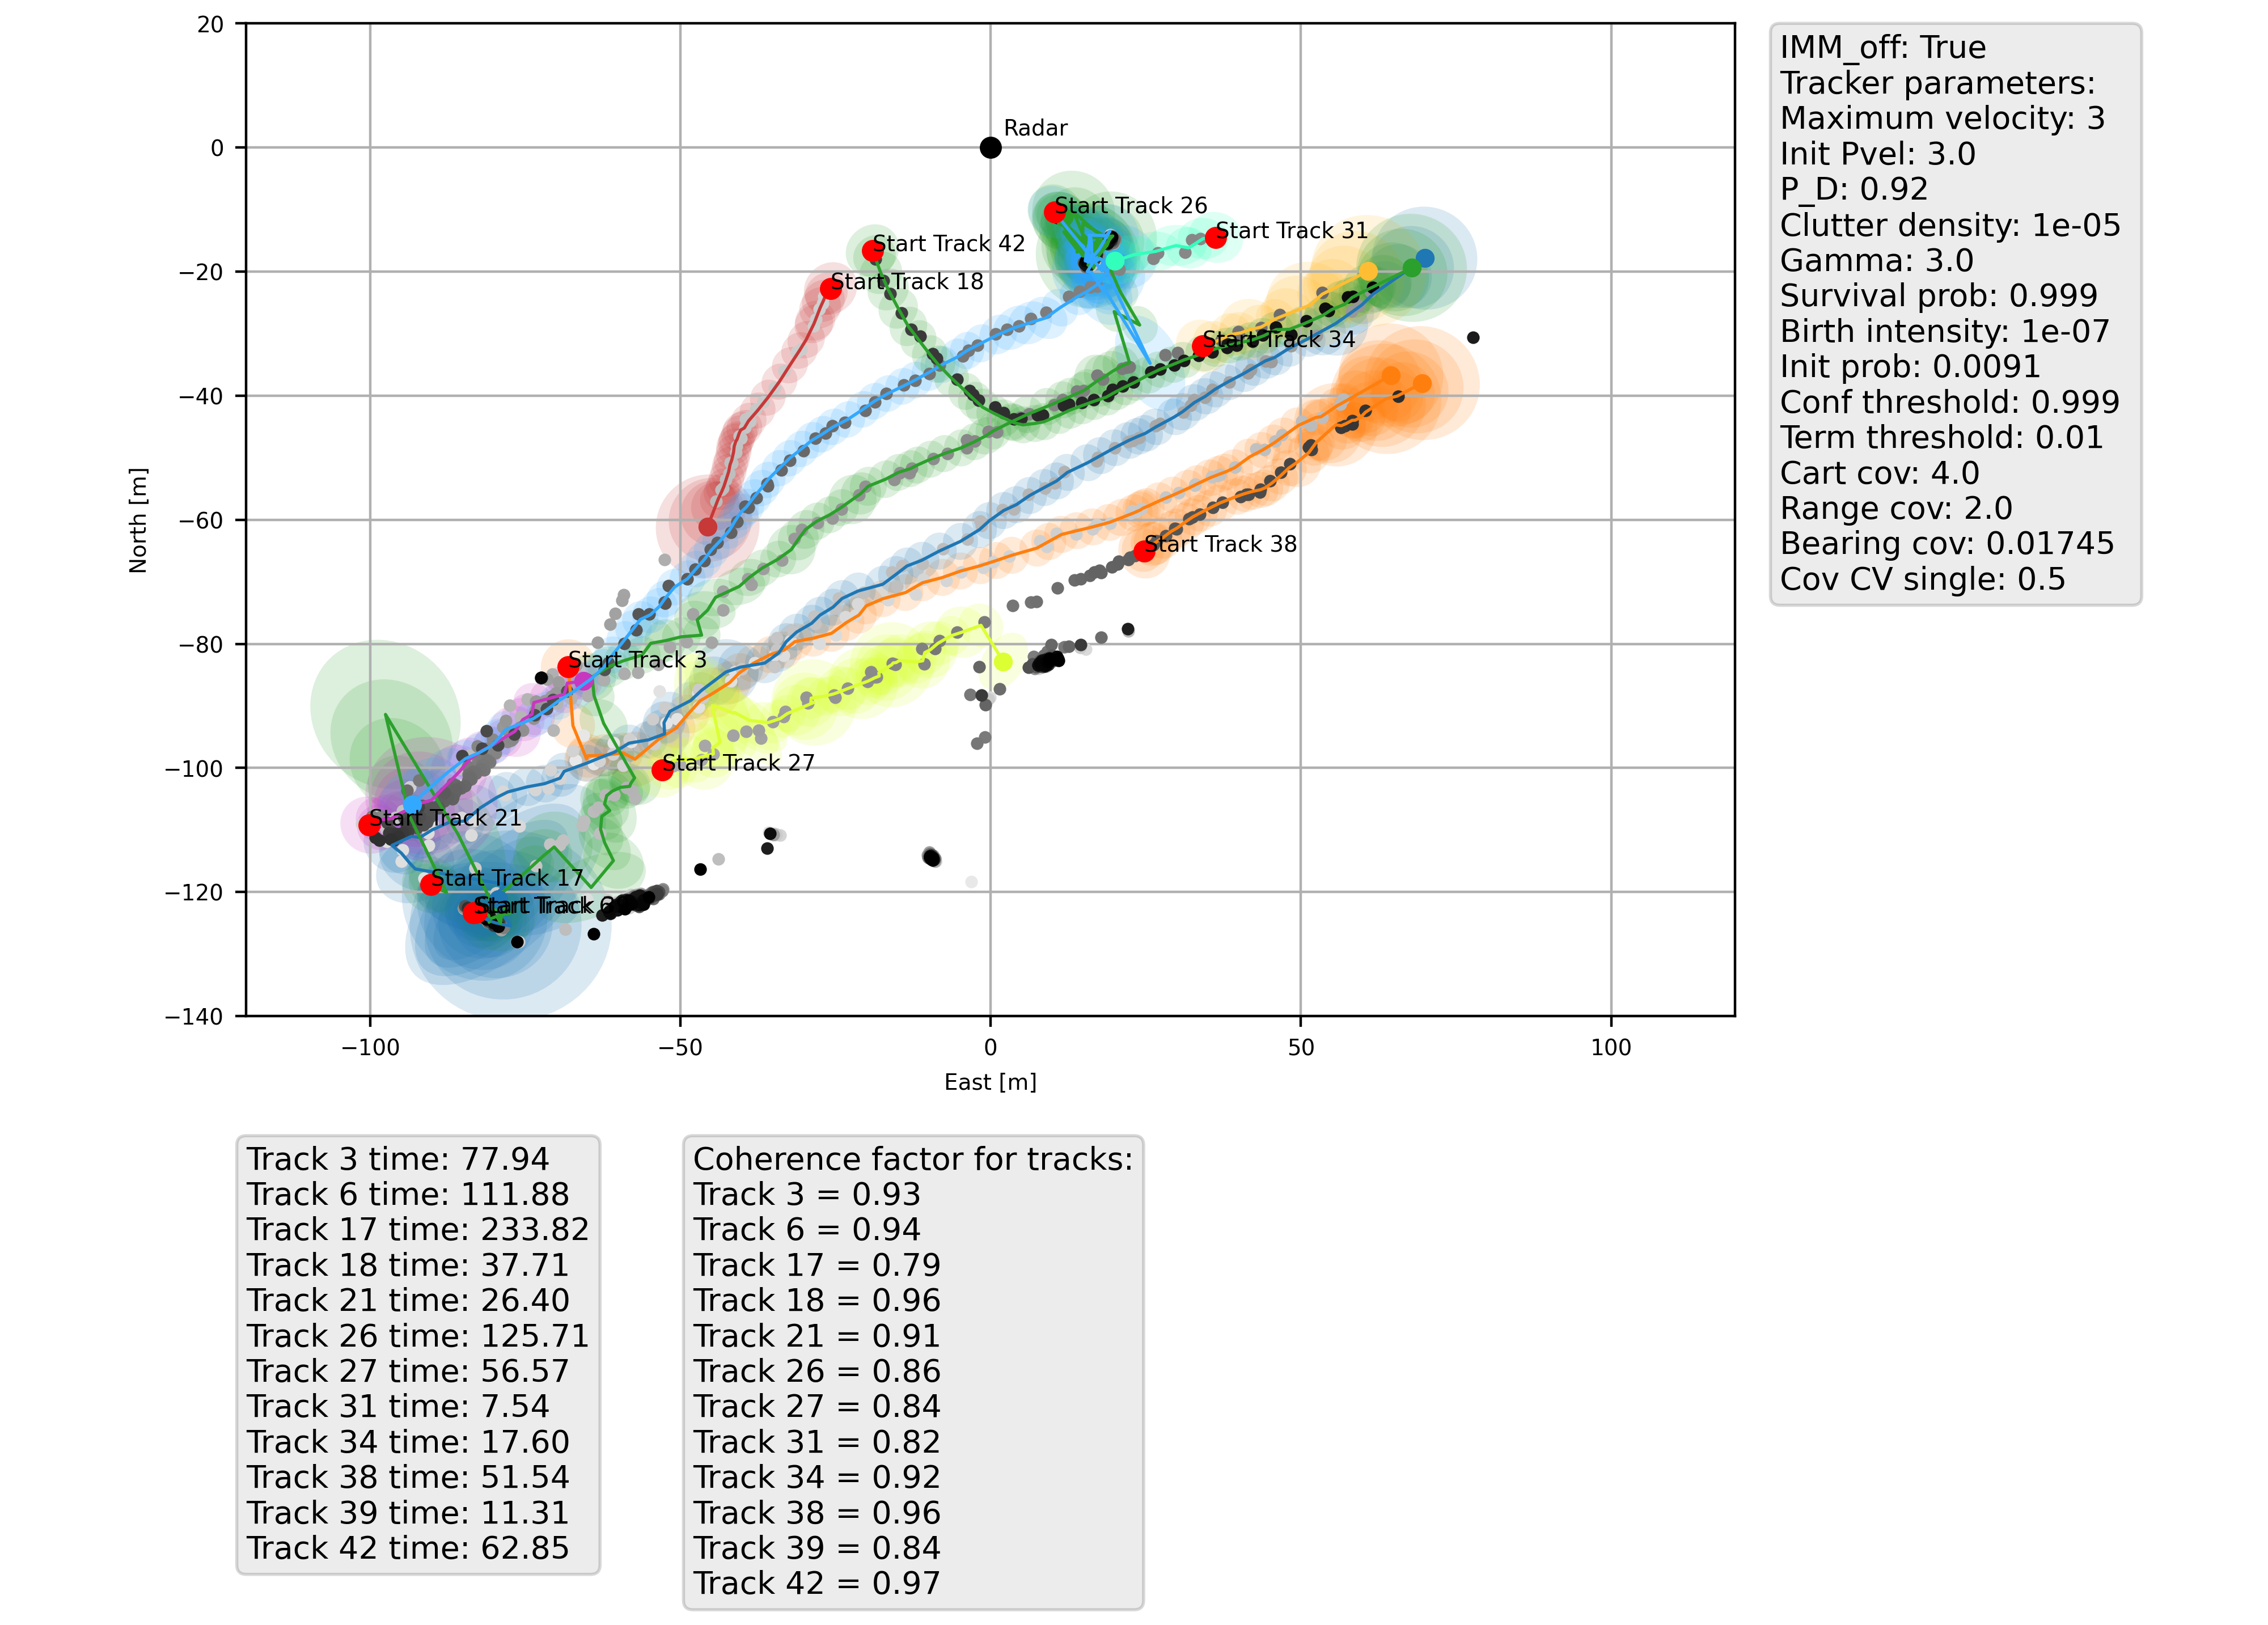 20
0
−20
−40
−60
−80
−100
−120
−140
−100
−50
0
50
100
North [m]
East [m]
Radar
Start Track 26
Start Track 31
Start Track 42
Start Track 18
Start Track 34
Start Track 38
Start Track 3
Start Track 27
Start Track 21
Start Track 17
Start Track 6
IMM_off: True
Tracker parameters:
Maximum velocity: 3
Init Pvel: 3.0
P_D: 0.92
Clutter density: 1e-05
Gamma: 3.0
Survival prob: 0.999
Birth intensity: 1e-07
Init prob: 0.0091
Conf threshold: 0.999
Term threshold: 0.01
Cart cov: 4.0
Range cov: 2.0
Bearing cov: 0.01745
Cov CV single: 0.5
Track 3 time: 77.94
Track 6 time: 111.88
Track 17 time: 233.82
Track 18 time: 37.71
Track 21 time: 26.40
Track 26 time: 125.71
Track 27 time: 56.57
Track 31 time: 7.54
Track 34 time: 17.60
Track 38 time: 51.54
Track 39 time: 11.31
Track 42 time: 62.85
Coherence factor for tracks:
Track 3 = 0.93
Track 6 = 0.94
Track 17 = 0.79
Track 18 = 0.96
Track 21 = 0.91
Track 26 = 0.86
Track 27 = 0.84
Track 31 = 0.82
Track 34 = 0.92
Track 38 = 0.96
Track 39 = 0.84
Track 42 = 0.97